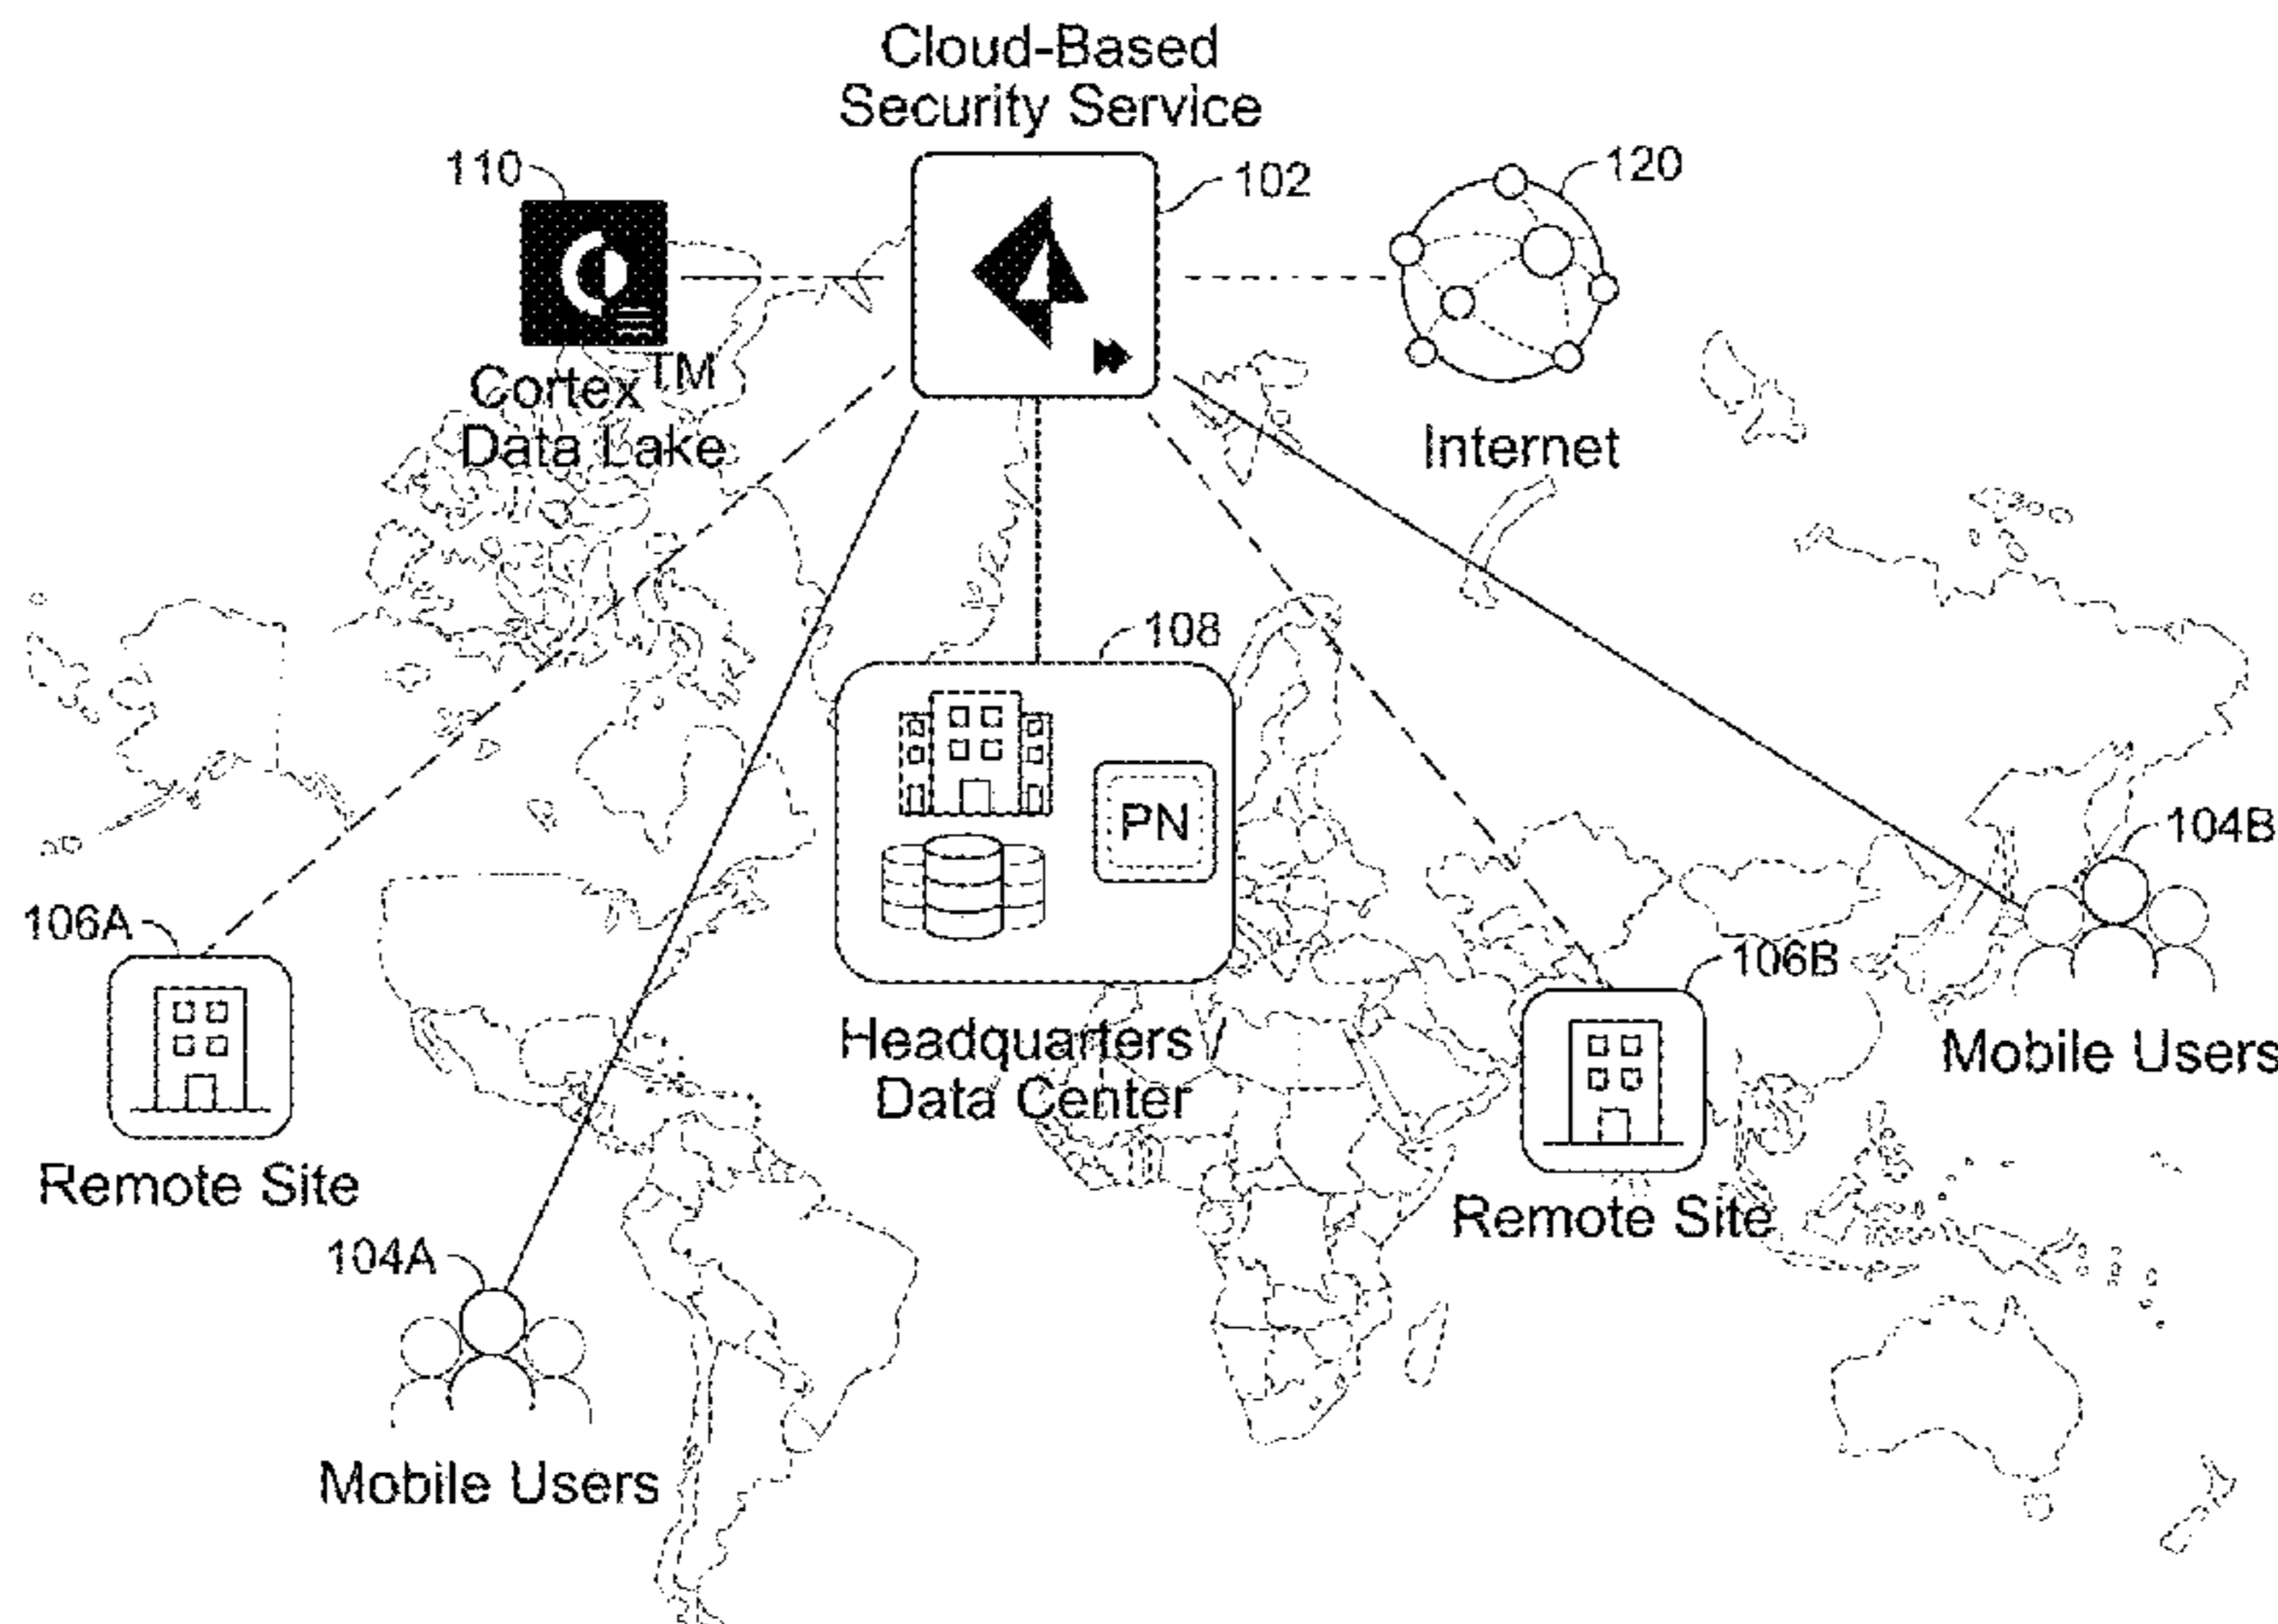 Cloud-Based
Security Service
110
102
120
Cortex™
Data Lake
Internet
108
PN
104B
106A
106B
Headquarters /
Data Center
Mobile Users
Remote Site
Remote Site
104A
Mobile Users